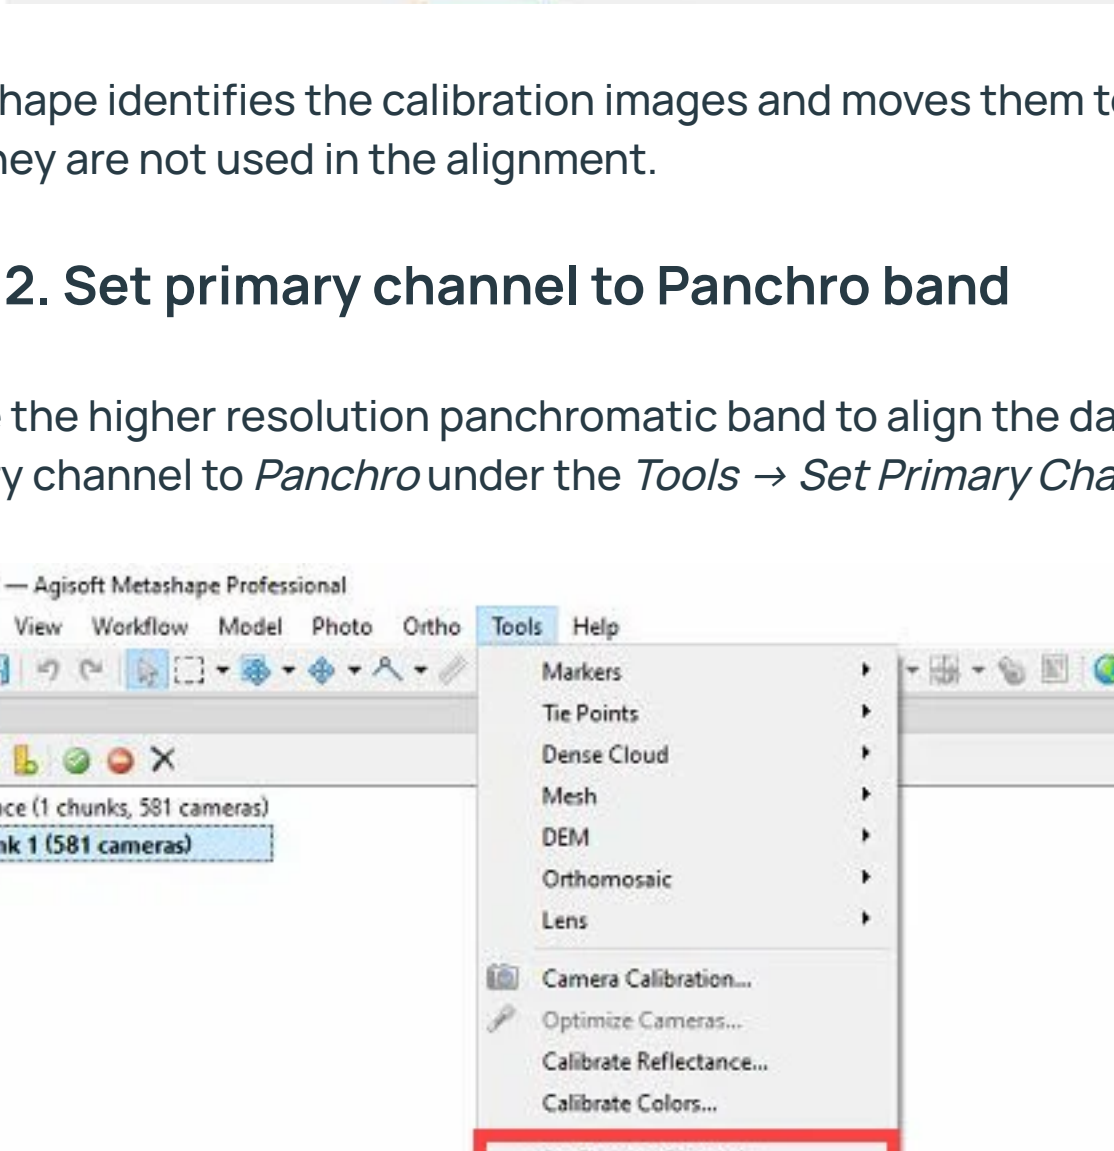 hape identifies the calibration images and moves them to
hey are not used in the alignment.
2. Set primary channel to Panchro band
the higher resolution panchromatic band to align the da
y channel to Panchro under the Tools → Set Primary Cha
— Agisoft Metashape Professional
View Workflow Model Photo Ortho Tools Help
Markers
Tie Points
Dense Cloud
Mesh
DEM
Orthomosaic
Lens
Camera Calibration...
Optimize Cameras...
Calibrate Reflectance...
Calibrate Colors...
ce (1 chunks, 581 cameras)
nk 1 (581 cameras)